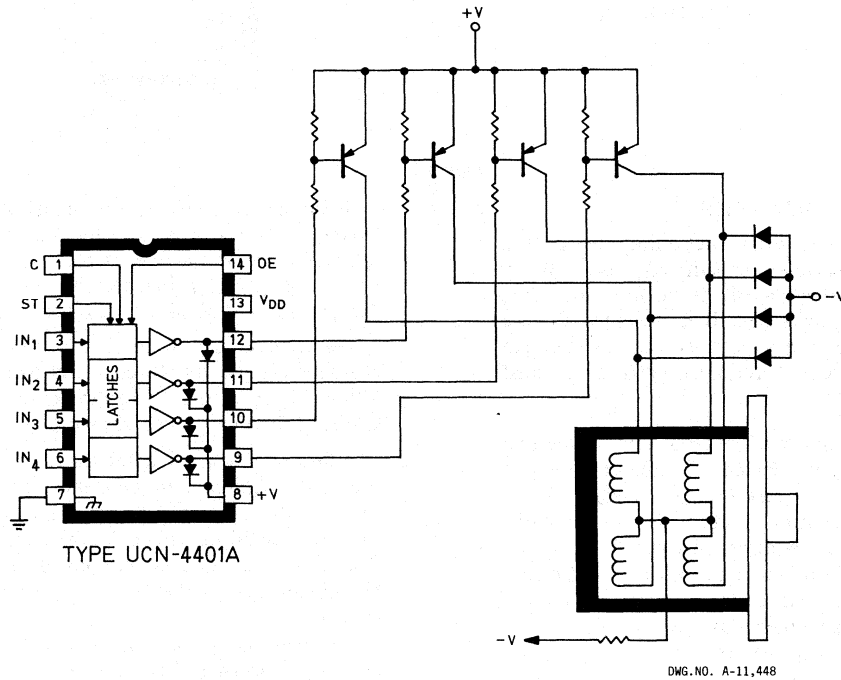 +V
C 1
14 OE
ST 2
13 VDD
IN1 3
12
IN2 4
11
IN3 5
10
IN4 6
9
7
8 +V
LATCHES
TYPE UCN-4401A
-V
-V
DWG.NO. A-11,448